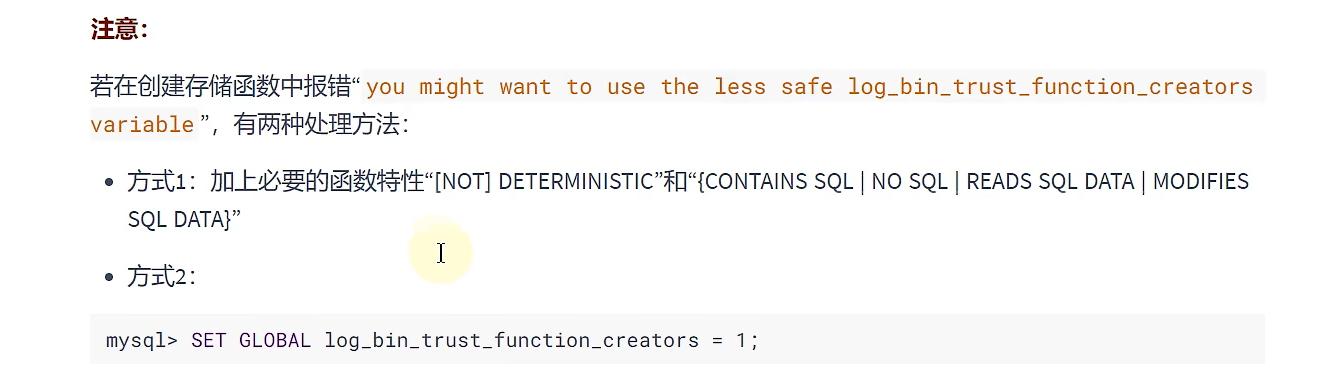 注意：
若在创建存储函数中报错“ you might want to use the less safe log_bin_trust_function_creators
variable ”，有两种处理方法：
• 方式1：加上必要的函数特性“[NOT] DETERMINISTIC”和“{CONTAINS SQL | NO SQL | READS SQL DATA | MODIFIES
SQL DATA}”
• 方式2：
mysql> SET GLOBAL log_bin_trust_function_creators = 1;